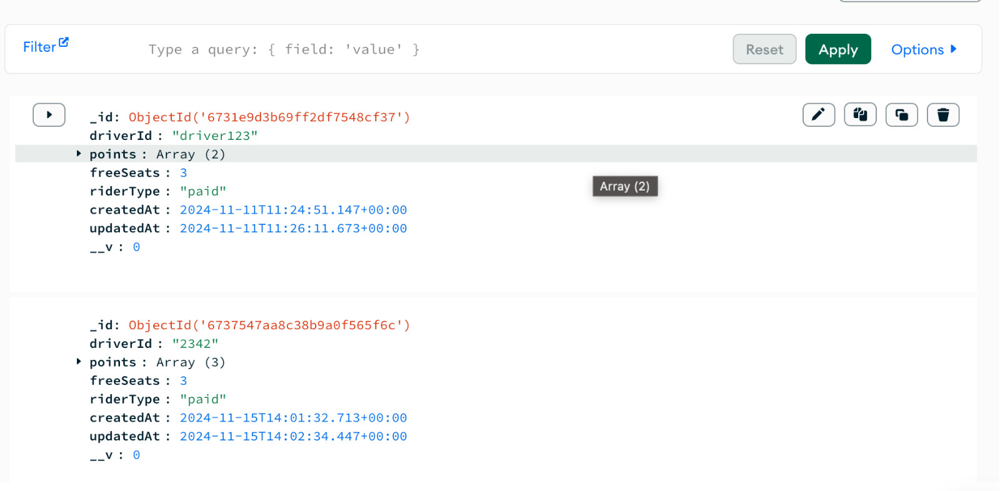 Filter
Type a query: { field: 'value' }
Reset
Apply
Options
_id: ObjectId('6731e9d3b69ff2df7548cf37')
driverId : "driver123"
points : Array (2)
freeSeats : 3
Array (2)
riderType : "paid"
createdAt : 2024-11-11T11:24:51.147+00:00
updatedAt : 2024-11-11T11:26:11.673+00:00
__v : 0
_id: ObjectId('6737547aa8c38b9a0f565f6c')
driverId : "2342"
points : Array (3)
freeSeats : 3
riderType : "paid"
createdAt : 2024-11-15T14:01:32.713+00:00
updatedAt : 2024-11-15T14:02:34.447+00:00
__v : 0